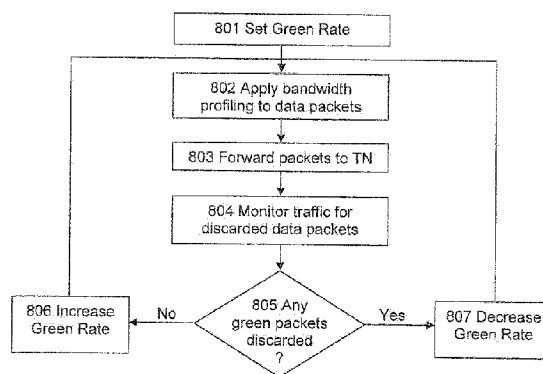 801 Set Green Rate
802 Apply bandwidth
profiling to data packets
803 Forward packets to TN
804 Monitor traffic for
discarded data packets
805 Any
green packets
discarded
?
No
Yes
806 Increase
Green Rate
807 Decrease
Green Rate